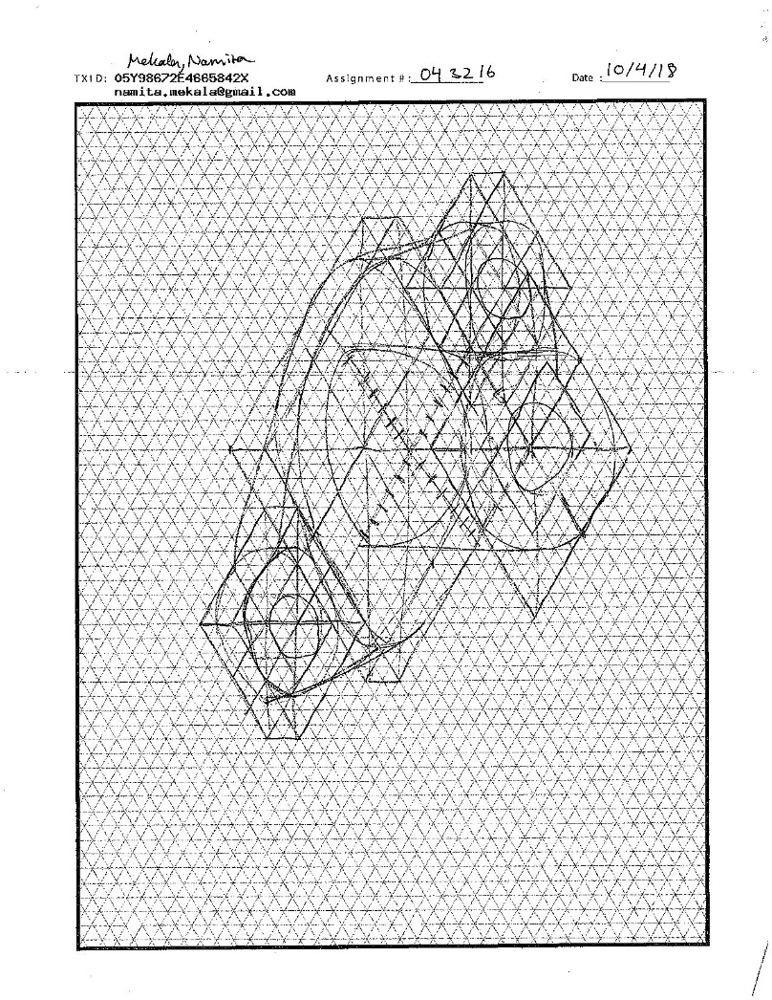 Mekala, Namita
TXID: 05Y98672E4665842X Assignment #: 043216 Date: 10/4/18
namita.mekala@gmail.com